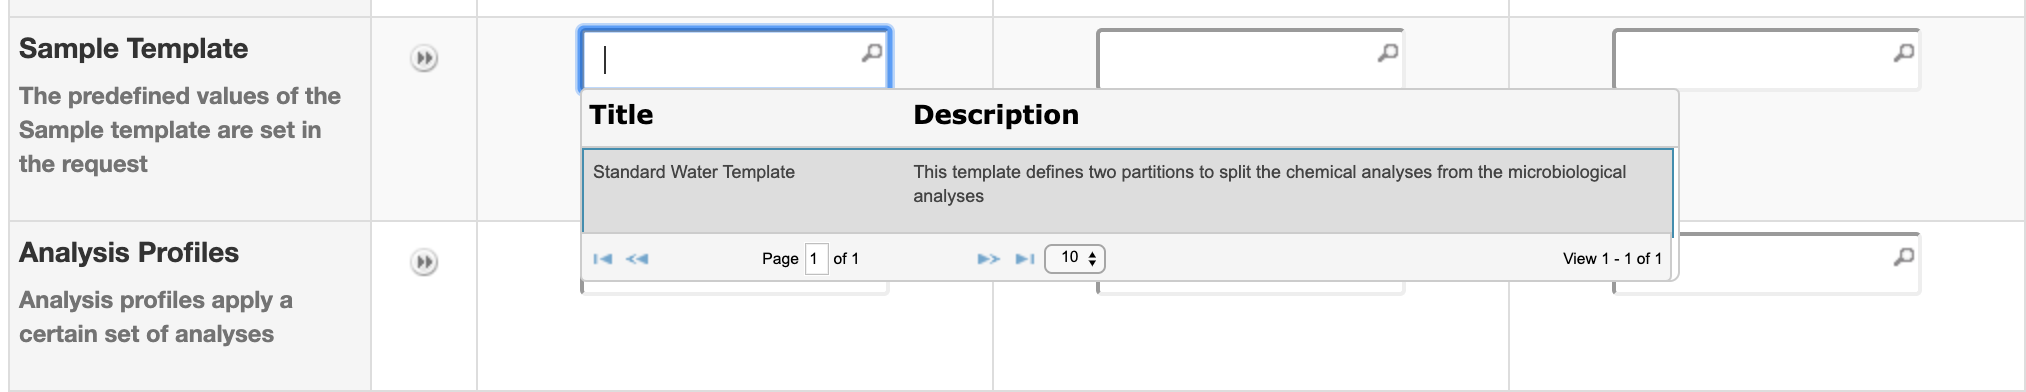 Sample Template
The predefined values of the
Sample template are set in
the request
Title Description
Standard Water Template This template defines two partitions to split the chemical analyses from the microbiological
analyses
Page 1 of 1 10 View 1 - 1 of 1
Analysis Profiles
Analysis profiles apply a
certain set of analyses